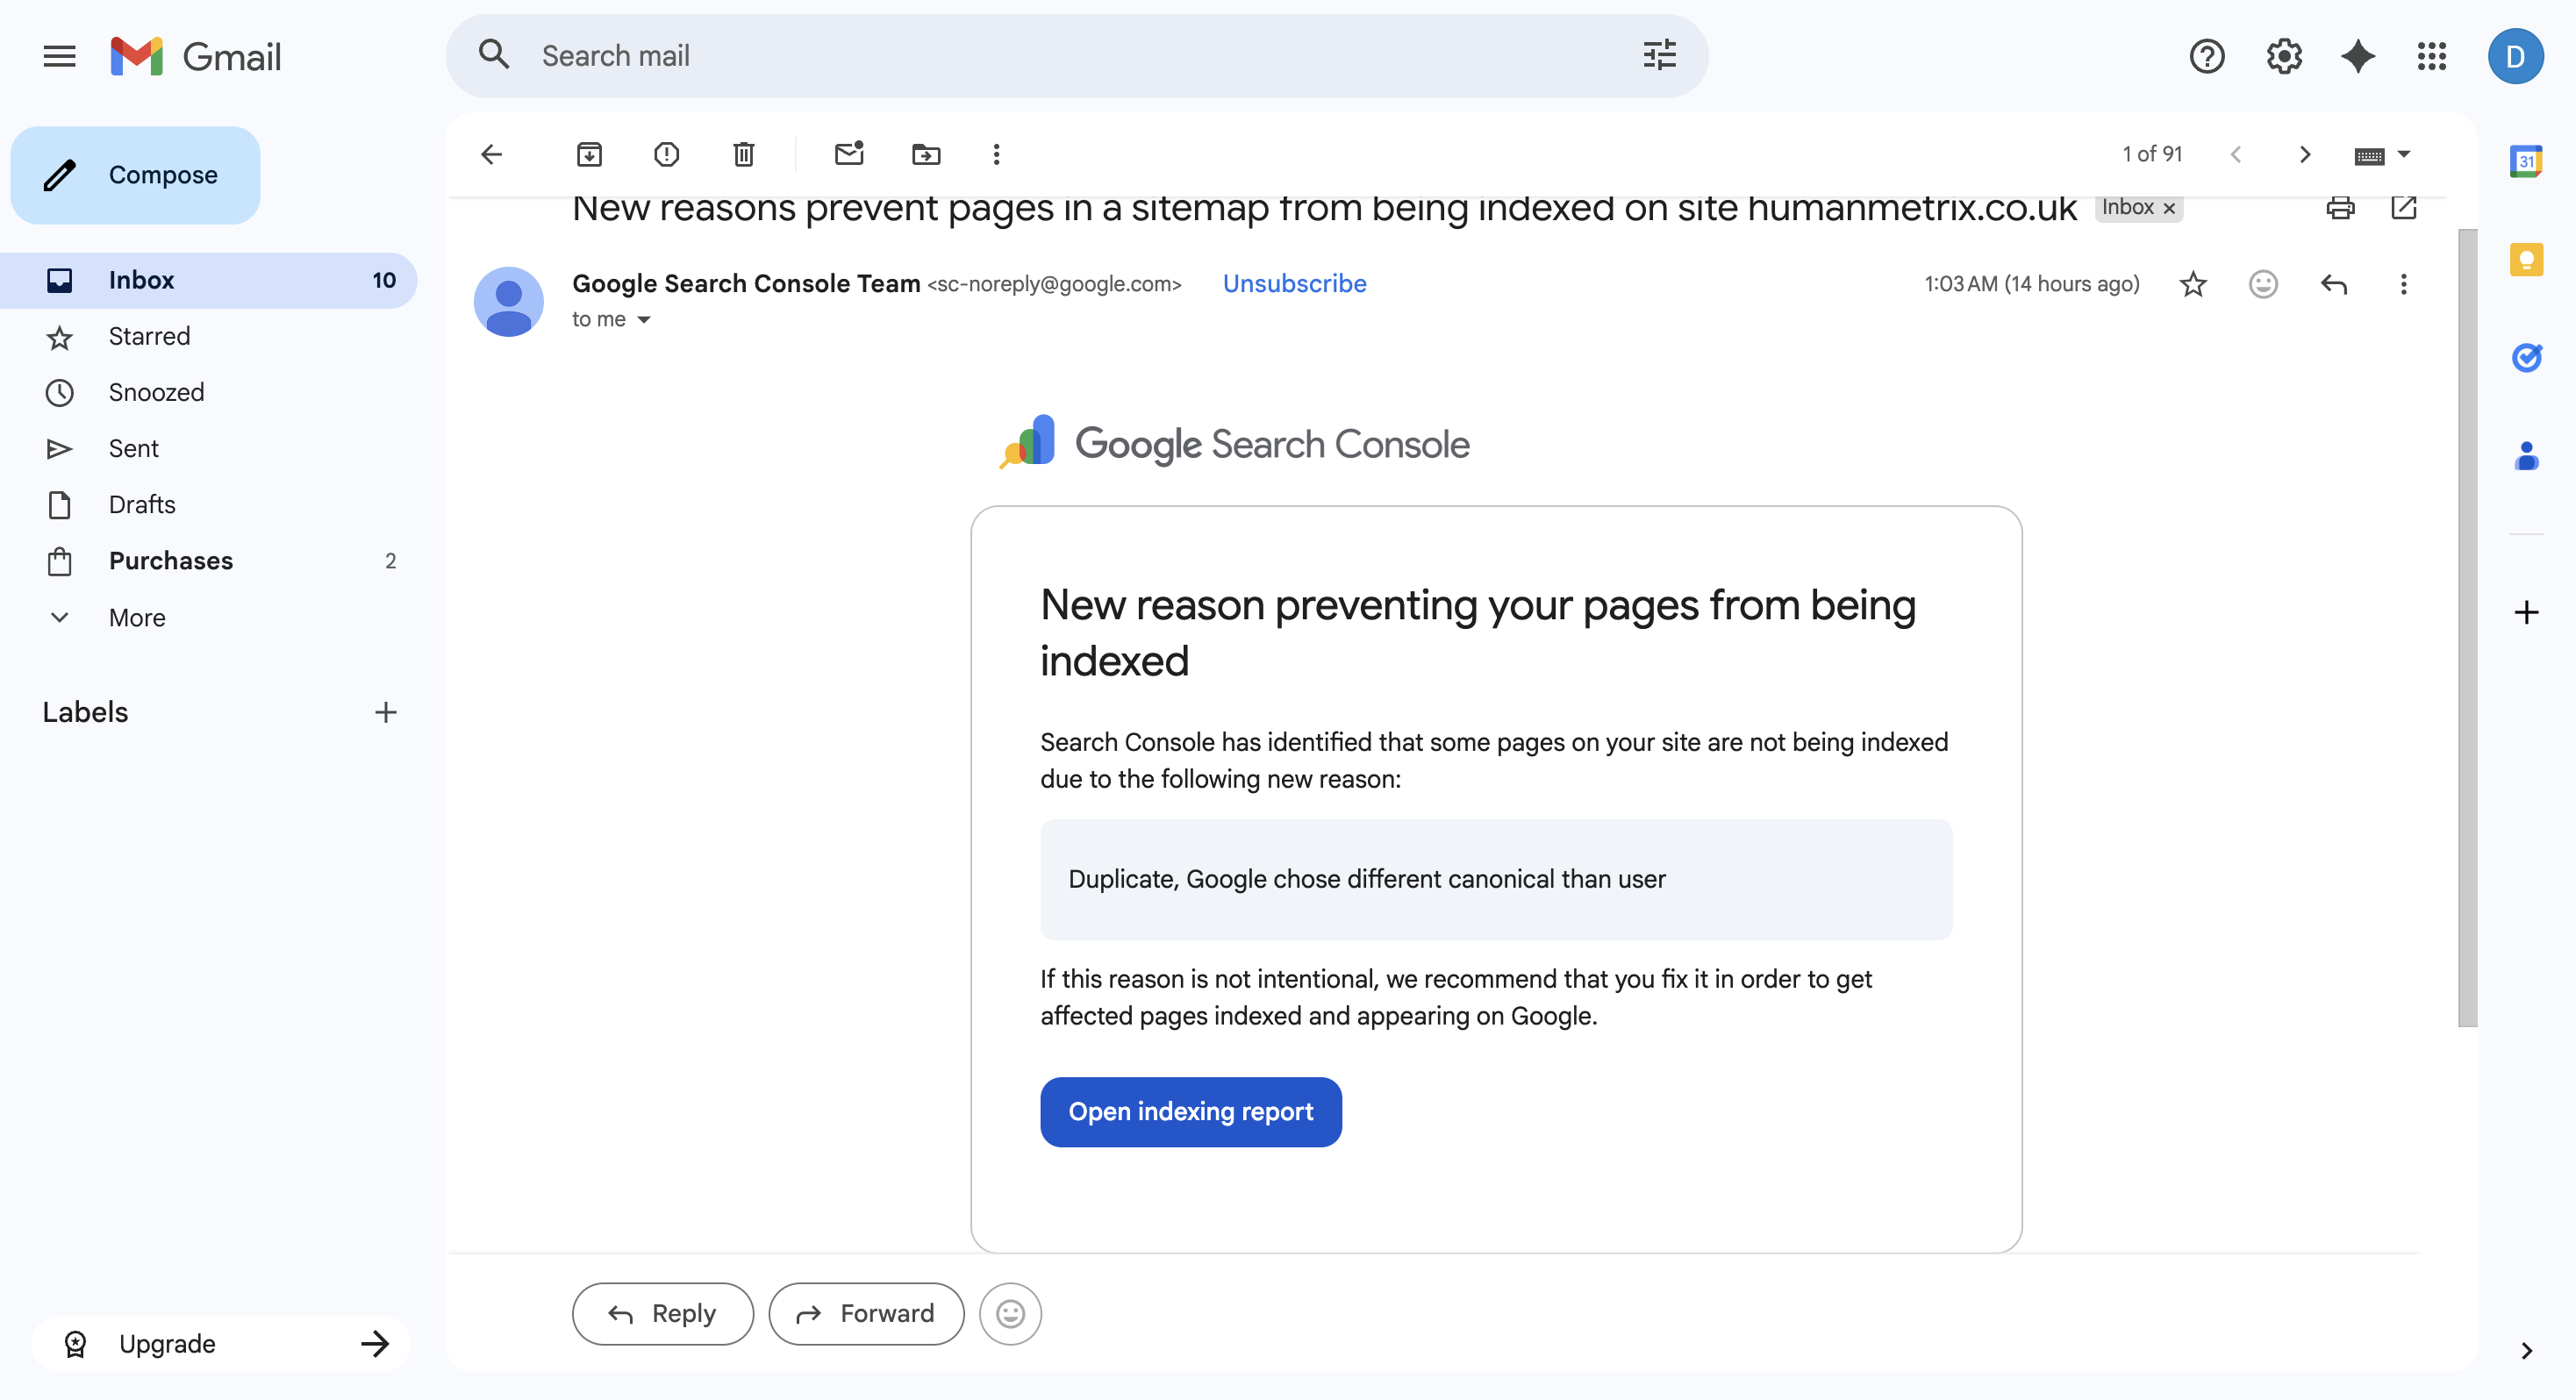 Gmail
Search mail
D
Compose
1 of 91
Inbox 10
Starred
Snoozed
Sent
Drafts
Purchases 2
More
Labels
Upgrade
New reasons prevent pages in a sitemap from being indexed on site humanmetrix.co.uk Inbox
Google Search Console Team <sc-noreply@google.com> Unsubscribe
1:03 AM (14 hours ago)
to me
Google Search Console
New reason preventing your pages from being
indexed
Search Console has identified that some pages on your site are not being indexed
due to the following new reason:
Duplicate, Google chose different canonical than user
If this reason is not intentional, we recommend that you fix it in order to get
affected pages indexed and appearing on Google.
Open indexing report
Reply
Forward
31